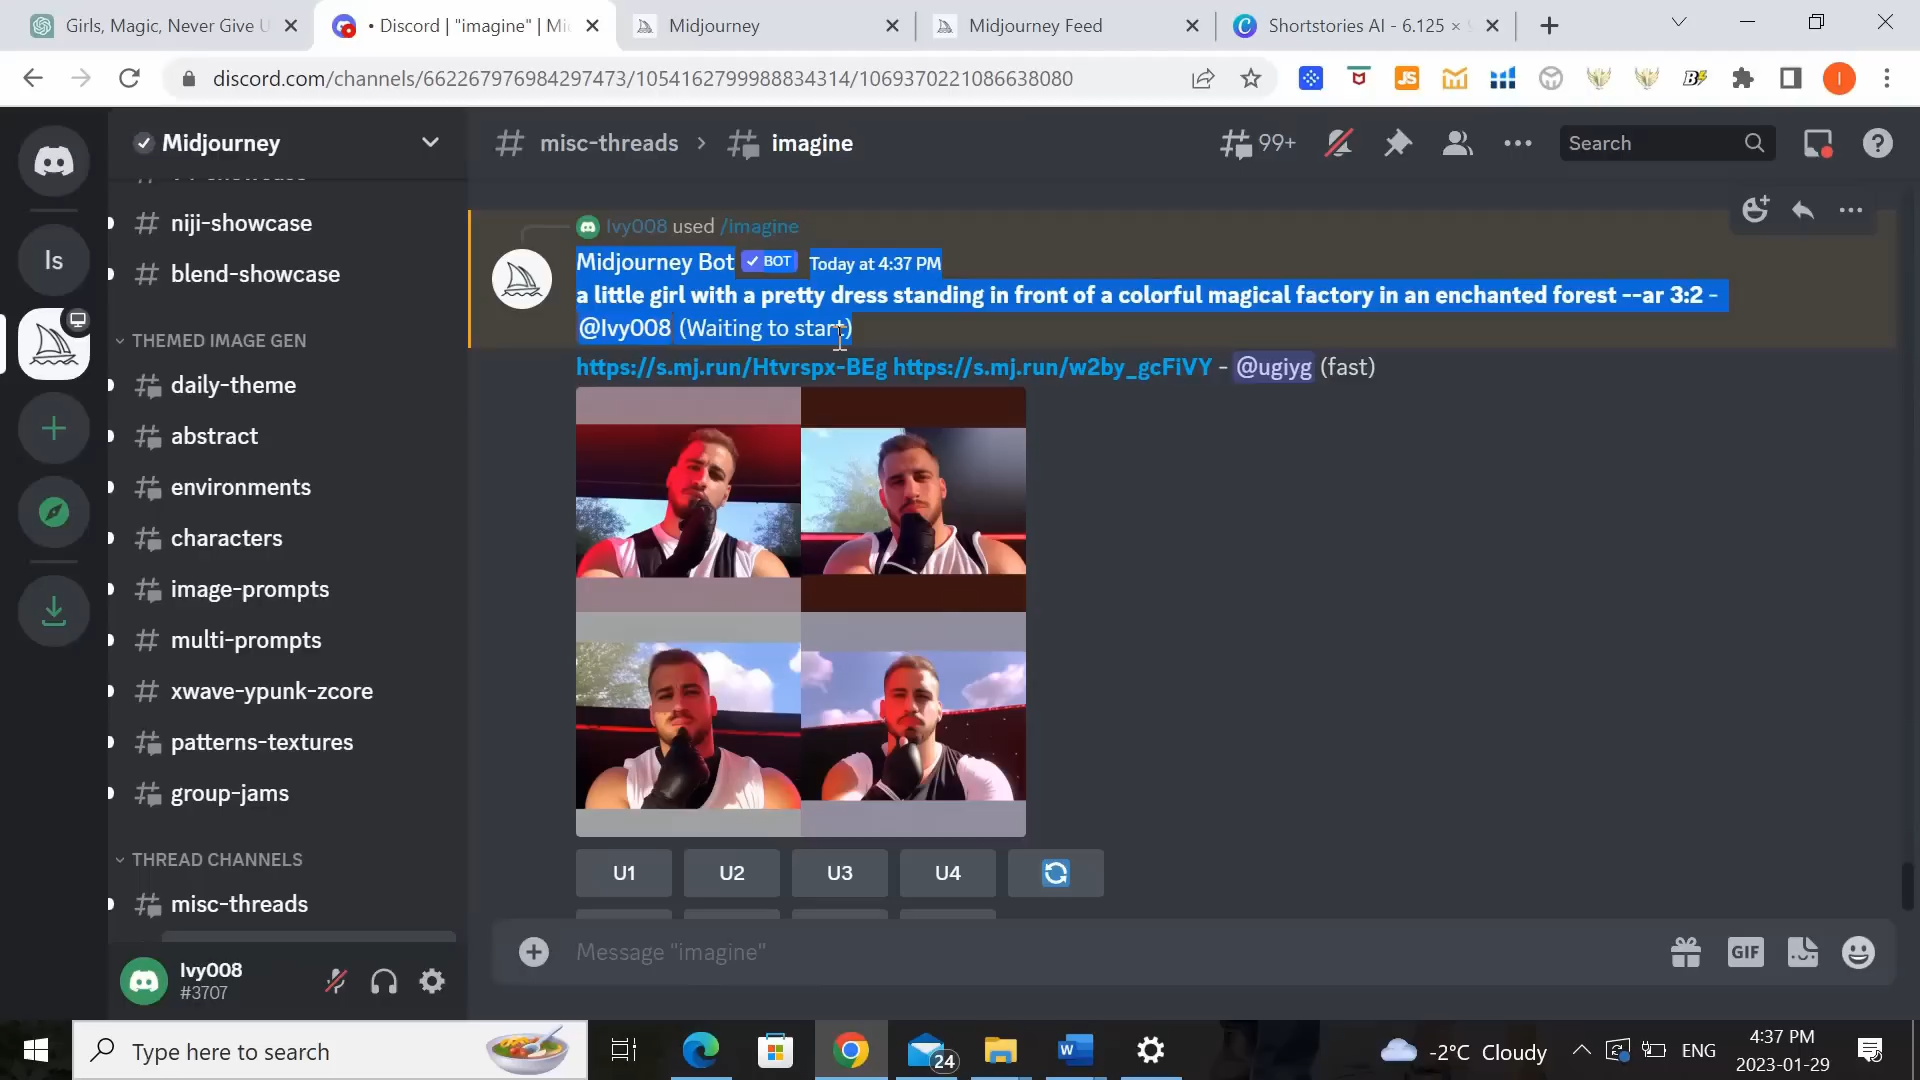 Girls, Magic, Never Give U
• Discord | "imagine" | Mi
Midjourney
Midjourney Feed
Shortstories AI - 6.125 ×
discord.com/channels/662267976984297473/1054162799988834314/1069370221086638080
JS
B
I
Midjourney
misc-threads > imagine
99+
Search
Is
niji-showcase
blend-showcase
THEMED IMAGE GEN
daily-theme
abstract
environments
characters
image-prompts
multi-prompts
xwave-ypunk-zcore
patterns-textures
group-jams
THREAD CHANNELS
misc-threads
Ivy008
#3707
Ivy008 used /imagine
Midjourney Bot BOT Today at 4:37 PM
a little girl with a pretty dress standing in front of a colorful magical factory in an enchanted forest --ar 3:2 -
@Ivy008 (Waiting to start)
https://s.mj.run/Htvrspx-BEg https://s.mj.run/w2by_gcFiVY - @ugiyg (fast)
U1 U2 U3 U4
Message "imagine"
GIF
Type here to search
24
W
-2°C Cloudy
ENG
4:37 PM
2023-01-29